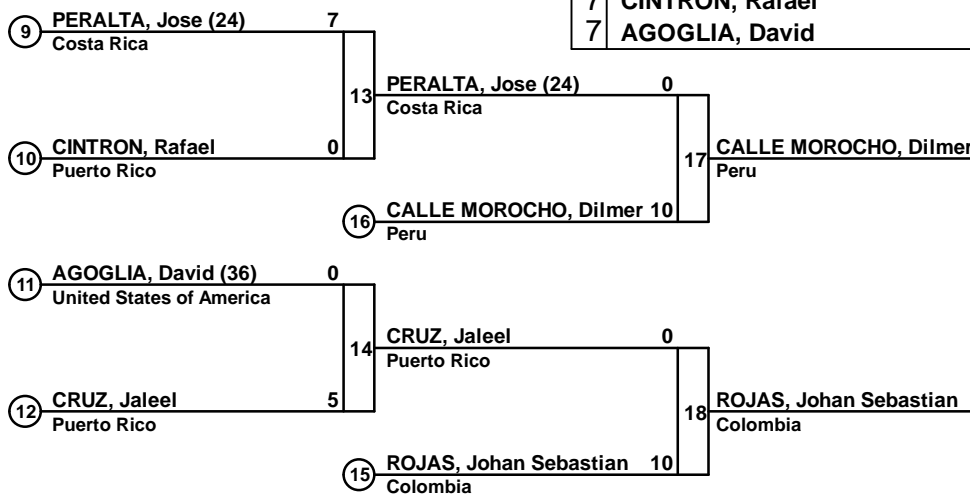 7 CINTRON, Rafael
7 AGOGLIA, David
9 PERALTA, Jose (24) 7
Costa Rica
13 PERALTA, Jose (24) 0
Costa Rica
10 CINTRON, Rafael 0
Puerto Rico
17 CALLE MOROCHO, Dilmer
Peru
16 CALLE MOROCHO, Dilmer 10
Peru
11 AGOGLIA, David (36) 0
United States of America
14 CRUZ, Jaleel 0
Puerto Rico
12 CRUZ, Jaleel 5
Puerto Rico
18 ROJAS, Johan Sebastian
Colombia
15 ROJAS, Johan Sebastian 10
Colombia